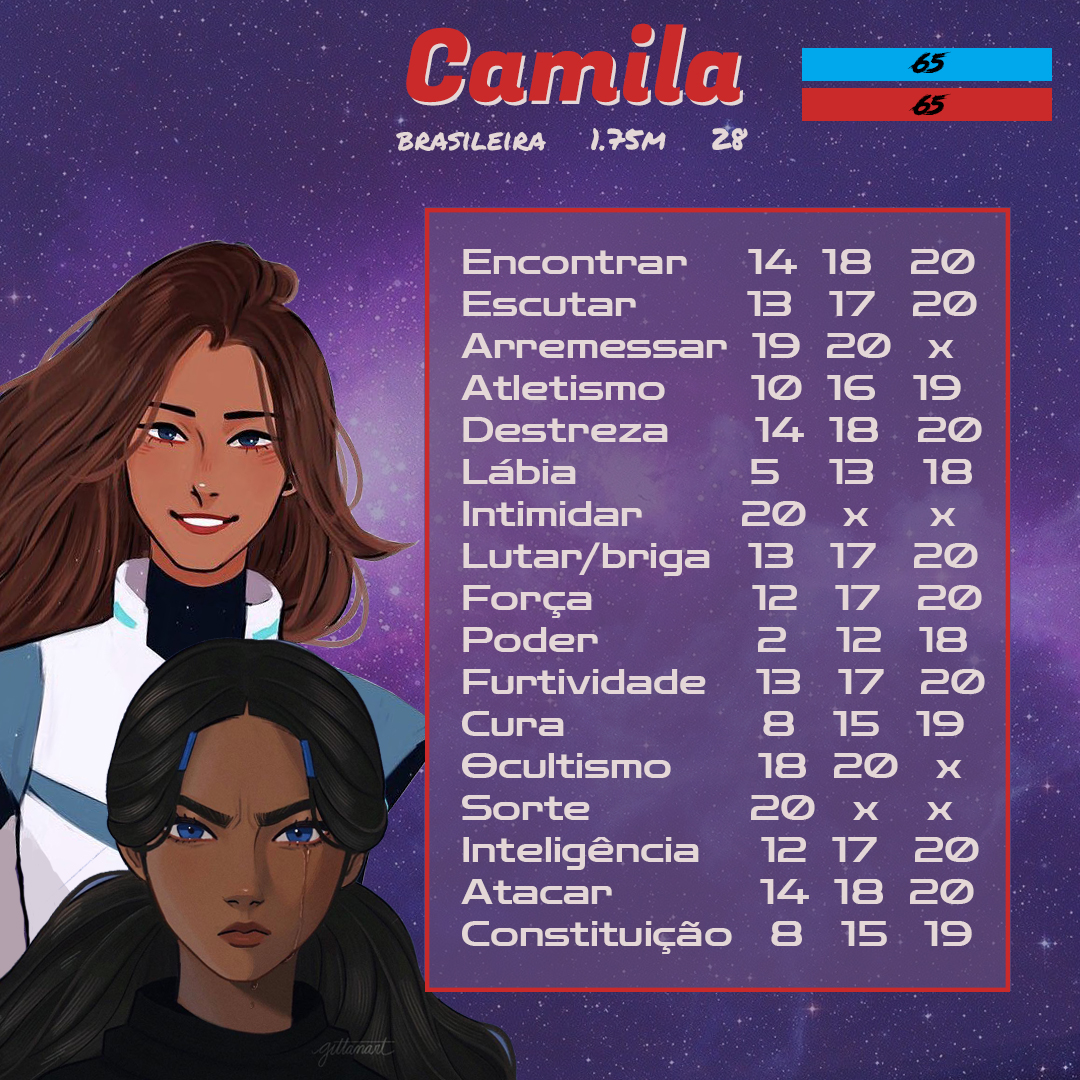 Camila
65
65
BRASILEIRA 1.75M 28
Encontrar 14 18 20
Escutar 13 17 20
Arremessar 19 20 x
Atletismo 10 16 19
Destreza 14 18 20
Lábia 5 13 18
Intimidar 20 x x
Lutar/briga 13 17 20
Força 12 17 20
Poder 2 12 18
Furtividade 13 17 20
Cura 8 15 19
Ocultismo 18 20 x
Sorte 20 x x
Inteligência 12 17 20
Atacar 14 18 20
Constituição 8 15 19
gittanart